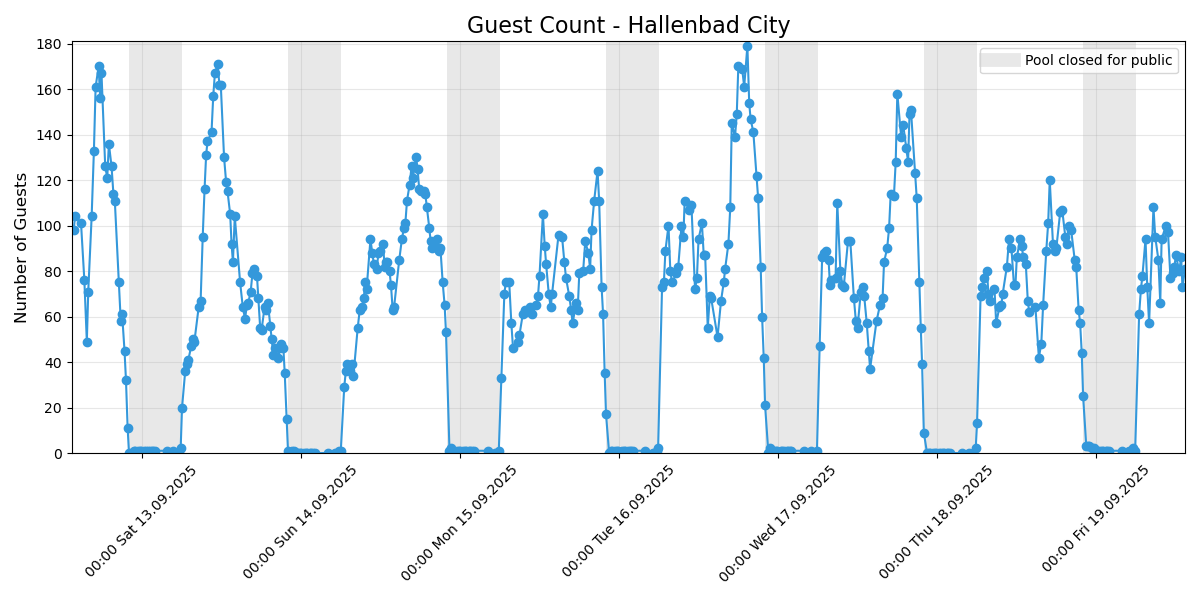 Guest Count - Hallenbad City
Number of Guests
180
160
140
120
100
80
60
40
20
0
Pool closed for public
00:00 Sat 13.09.2025
00:00 Sun 14.09.2025
00:00 Mon 15.09.2025
00:00 Tue 16.09.2025
00:00 Wed 17.09.2025
00:00 Thu 18.09.2025
00:00 Fri 19.09.2025